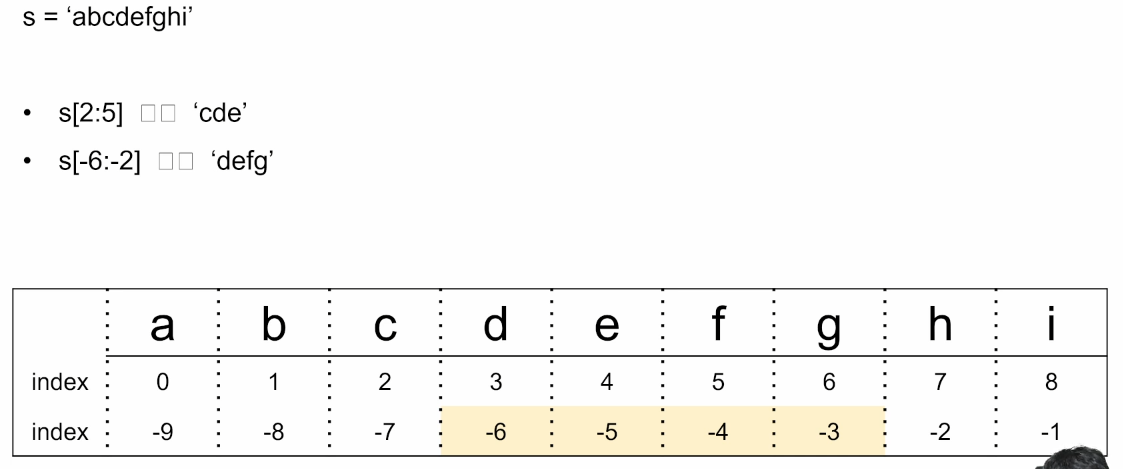 s = ‘abcdefghi’
• s[2:5] □□ ‘cde’
• s[-6:-2] □□ ‘defg’
a b c d e f g h i
index 0 1 2 3 4 5 6 7 8
index -9 -8 -7 -6 -5 -4 -3 -2 -1